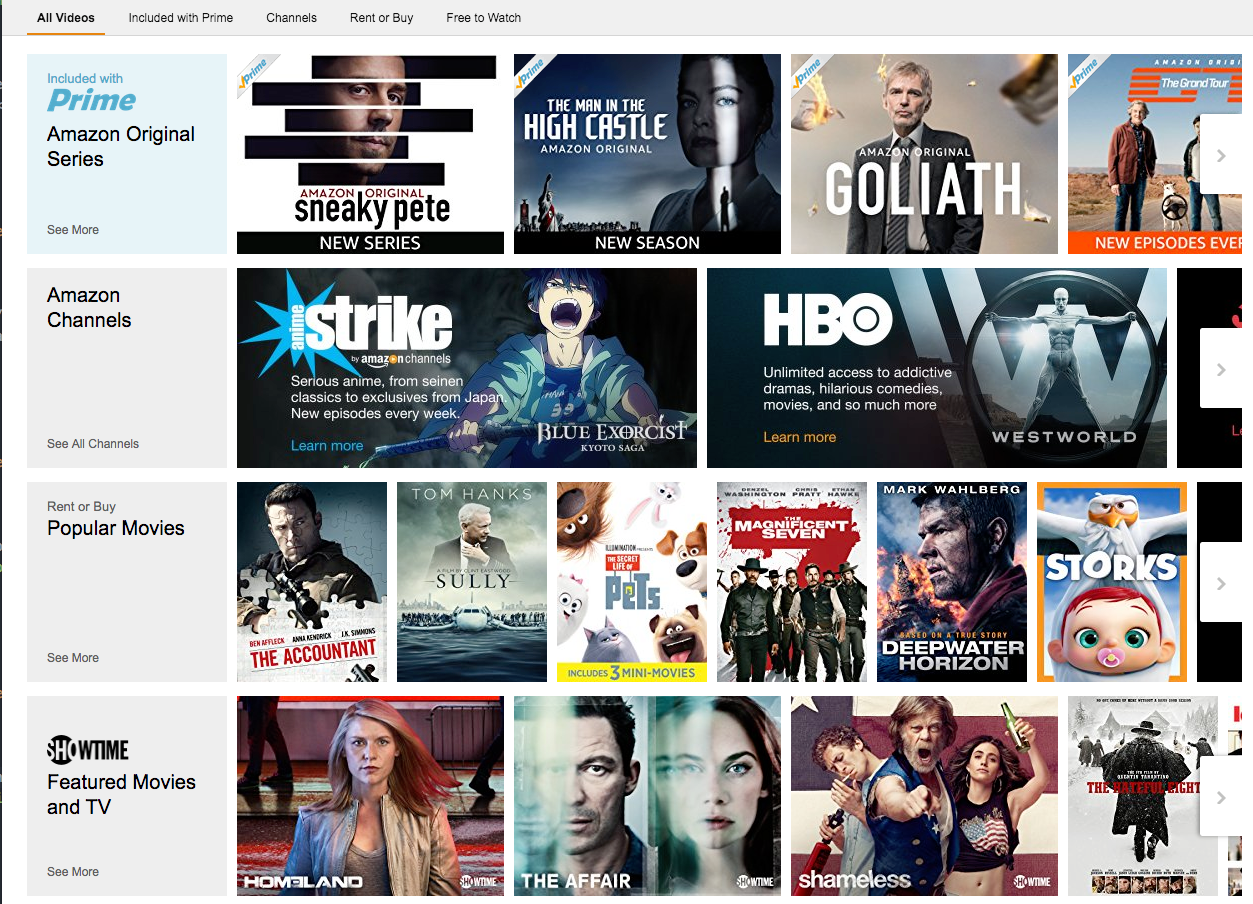 All Videos
Included with Prime
Channels
Rent or Buy
Free to Watch
Included with
Prime
Amazon Original
Series
See More
Prime
AMAZON ORIGINAL
sneaky pete
NEW SERIES
Prime
THE MAN IN THE
HIGH CASTLE
AMAZON ORIGINAL
NEW SEASON
Prime
AMAZON ORIGINAL
GOLIATH
Prime
AMAZON ORIGI
The Grand Tour
NEW EPISODES EVE
Amazon
Channels
See All Channels
anime
strike
by amazon channels
Serious anime, from seinen
classics to exclusives from Japan.
New episodes every week.
Learn more
BLUE EXORCIST
KYOTO SAGA
HBO
Unlimited access to addictive
dramas, hilarious comedies,
movies, and so much more
Learn more
WESTWORLD
Le
Rent or Buy
Popular Movies
See More
BEN AFFLECK ANNA KENDRICK J.K. SIMMONS
THE ACCOUNTANT
TOM HANKS
A FILM BY CLINT EASTWOOD
SULLY
ILLUMINATION PRESENTS
THE SECRET
LIFE OF
PETS
INCLUDES 3 MINI-MOVIES
DENZEL WASHINGTON
CHRIS PRATT
ETHAN HAWKE
THE
MAGNIFICENT
SEVEN
MARK WAHLBERG
BASED ON A TRUE STORY
DEEPWATER
HORIZON
STORKS
SHOWTIME
Featured Movies
and TV
See More
HOMELAND
SHOWTIME
THE AFFAIR
SHOWTIME
shameless
SHOWTIME
THE 8TH FILM BY
QUENTIN TARANTINO
THE HATEFUL EIGHT